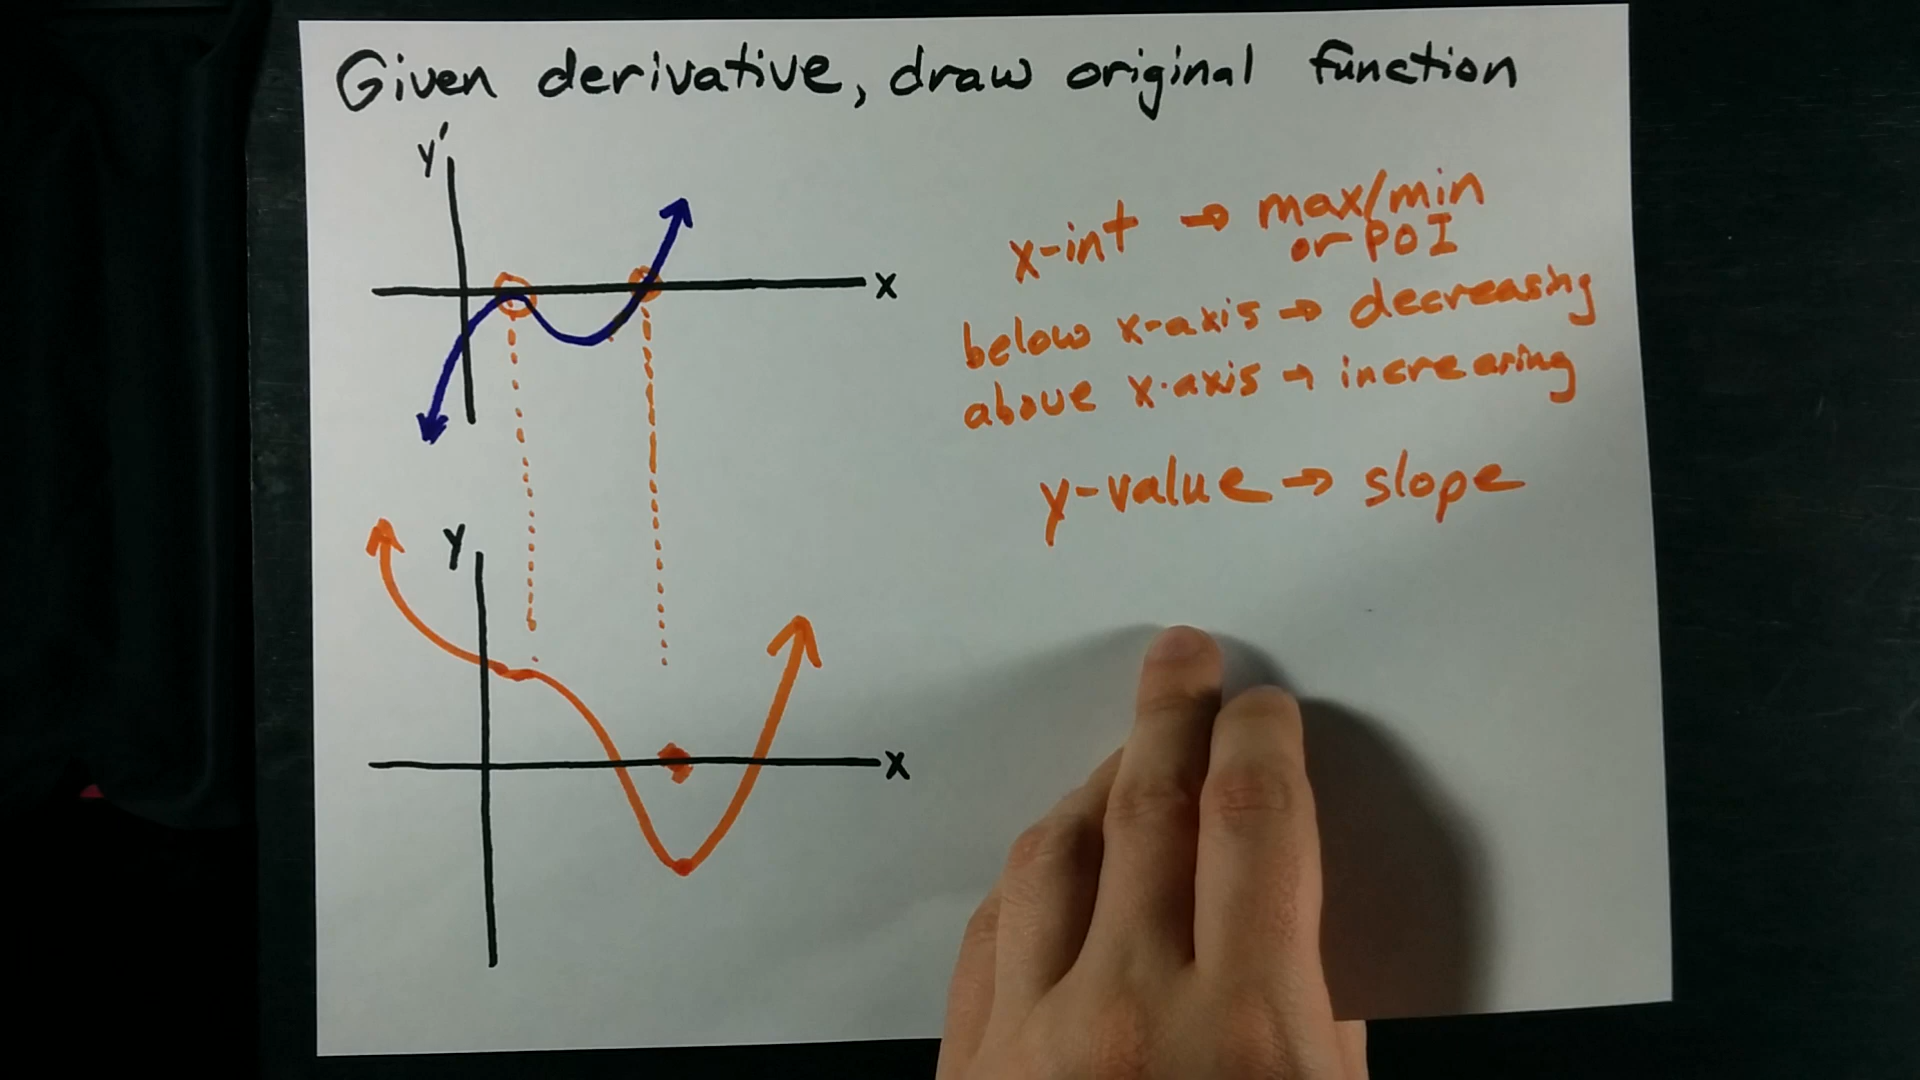 Given derivative, draw original function
y'
x
x-int → max/min
or POI
below x-axis → decreasing
above x-axis → increasing
y-value → slope
y
x